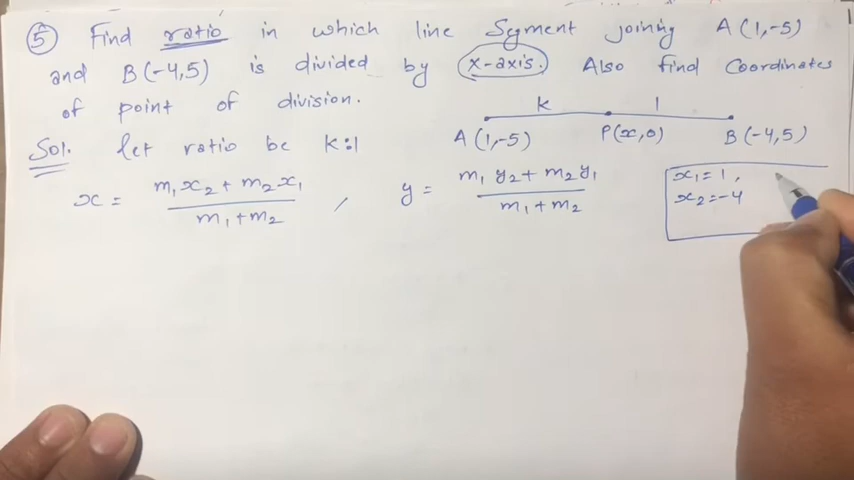 5 Find ratio in which line Segment joining A(1,-5)
and B(-4,5) is divided by x-axis. Also find Coordinates
of point of division.
k 1
A(1,-5) P(x,0) B(-4,5)
Sol. let ratio be k:1
x = (m₁x₂ + m₂x₁)/(m₁+m₂) , y = (m₁y₂ + m₂y₁)/(m₁+m₂)
x₁=1,
x₂=-4